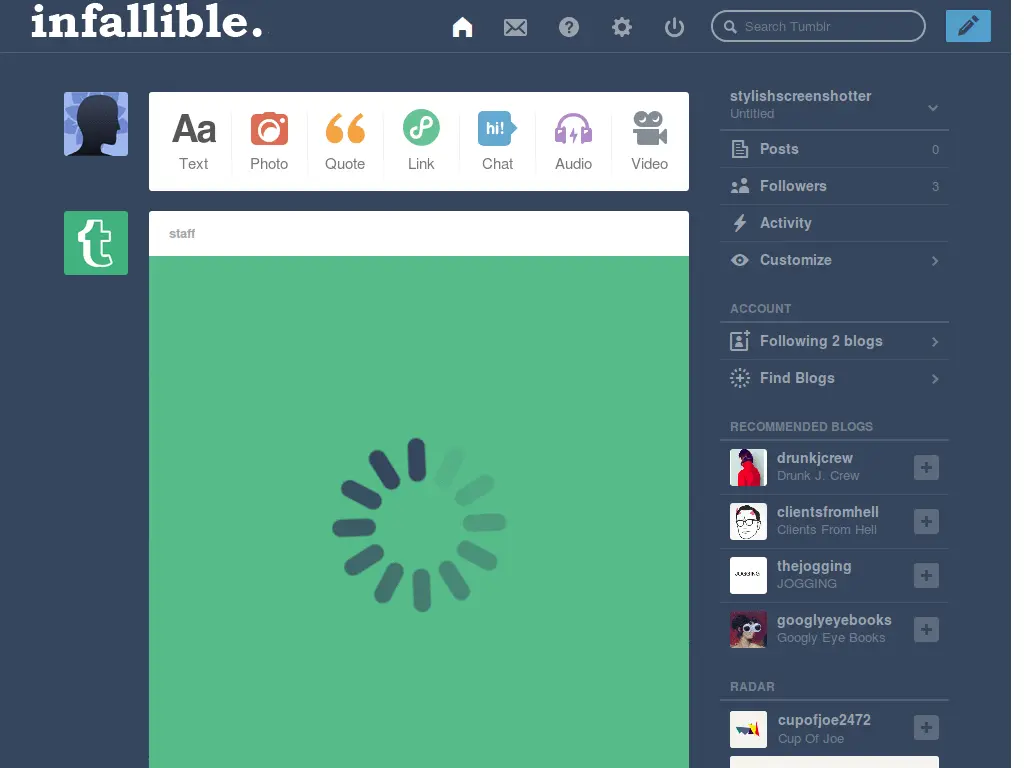 infallible.
Search Tumblr
Aa
hi!
Text Photo Quote Link Chat Audio Video
t
staff
stylishscreenshotter
Untitled
Posts 0
Followers 3
Activity
Customize
ACCOUNT
Following 2 blogs
Find Blogs
RECOMMENDED BLOGS
drunkjcrew
Drunk J. Crew
clientsfromhell
Clients From Hell
JOGGING
thejogging
JOGGING
googlyeyebooks
Googly Eye Books
RADAR
cupofjoe2472
Cup Of Joe